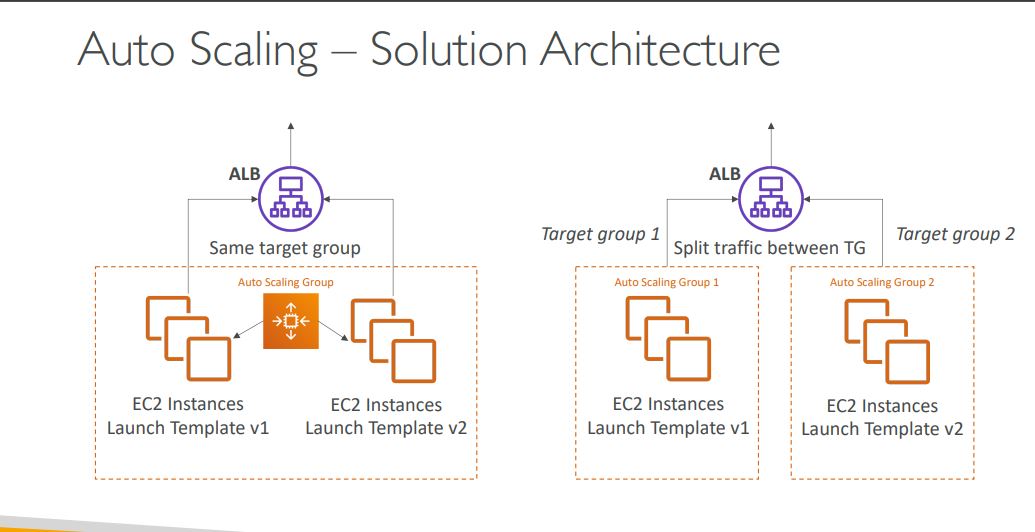 Auto Scaling – Solution Architecture
ALB
Same target group
Auto Scaling Group
EC2 Instances
Launch Template v1
EC2 Instances
Launch Template v2
ALB
Target group 1
Split traffic between TG
Target group 2
Auto Scaling Group 1
EC2 Instances
Launch Template v1
Auto Scaling Group 2
EC2 Instances
Launch Template v2